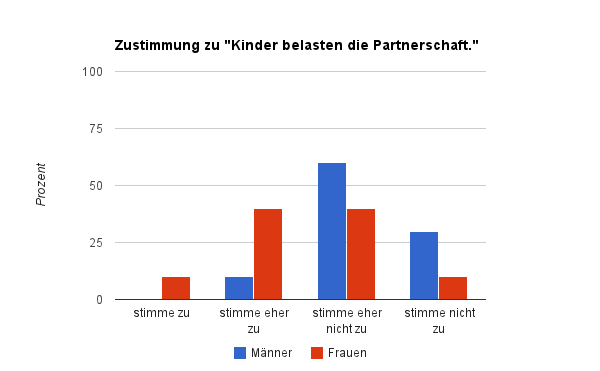 Zustimmung zu "Kinder belasten die Partnerschaft."
100
75
50
25
0
Prozent
stimme zu
stimme eher
zu
stimme eher
nicht zu
stimme nicht
zu
Männer
Frauen